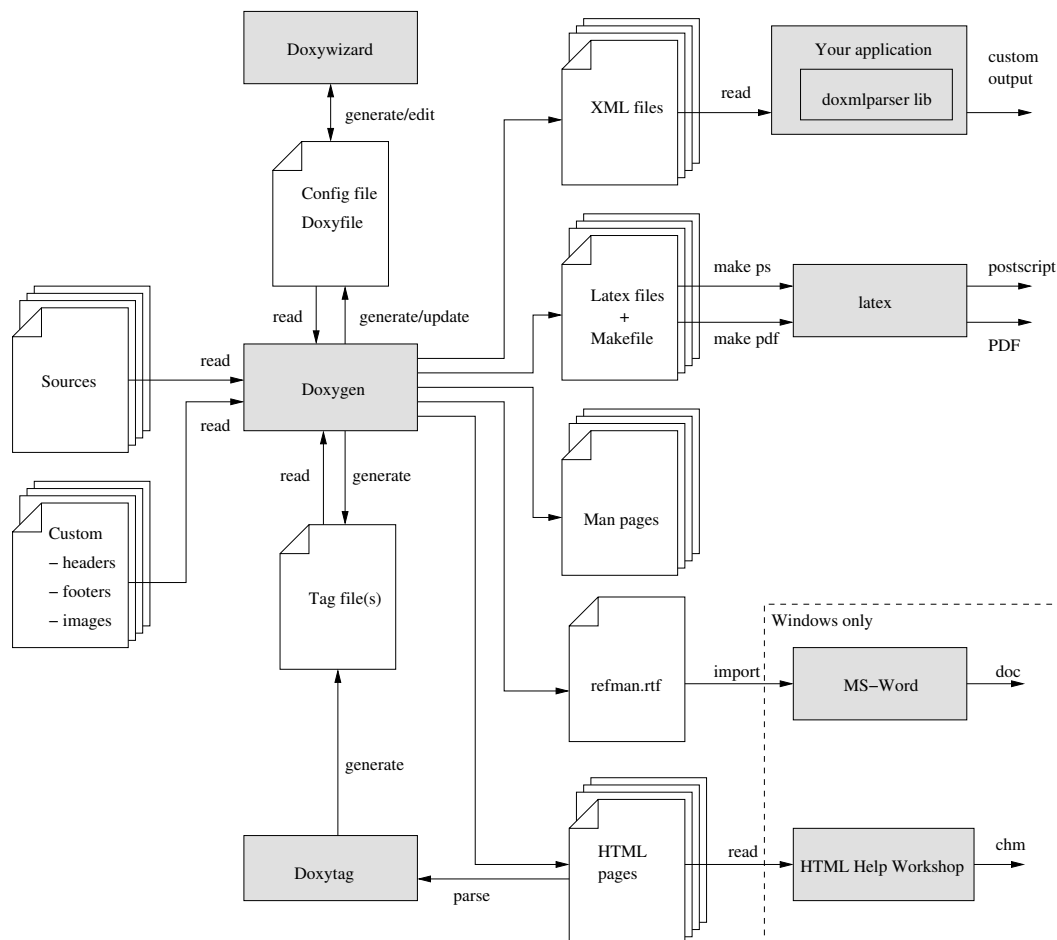 Doxywizard
generate/edit
Config file
Doxyfile
read
generate/update
Sources
read
Doxygen
read
Custom
– headers
– footers
– images
read
generate
Tag file(s)
generate
Doxytag
parse
XML files
read
Your application
doxmlparser lib
custom
output
Latex files
+
Makefile
make ps
make pdf
latex
postscript
PDF
Man pages
Windows only
refman.rtf
import
MS–Word
doc
HTML
pages
read
HTML Help Workshop
chm